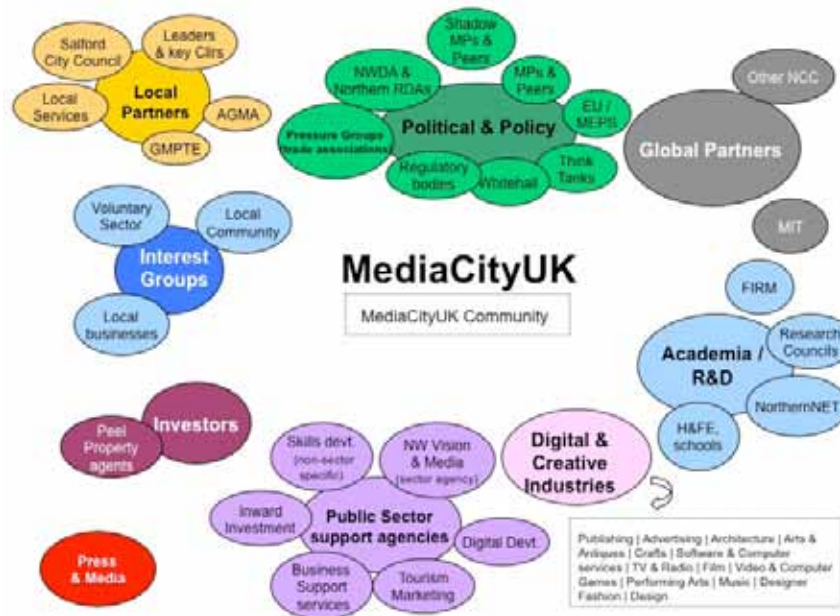 Salford
City Council
Leaders
& key Cllrs
Local
Partners
Local
Services
AGMA
GMPTE
Shadow
MPs &
Peers
NWDA &
Northern RDAs
MPs &
Peers
EU /
MEPS
Pressure Groups
trade associations)
Political & Policy
Regulatory
bodies
Whitehall
Think
Tanks
Other NCC
Global Partners
MIT
Voluntary
Sector
Local
Community
Interest
Groups
Local
businesses
MediaCityUK
MediaCityUK Community
FIRM
Research
Councils
Academia /
R&D
NorthernNET
H&FE,
schools
Investors
Peel
Property
agents
Press
& Media
Skills devt.
(non-sector
specific)
NW Vision
& Media
(sector agency)
Inward
Investment
Public Sector
support agencies
Digital Devt.
Business
Support
services
Tourism
Marketing
Digital &
Creative
Industries
Publishing | Advertising | Architecture | Arts &
Antiques | Crafts | Software & Computer
services | TV & Radio | Film | Video & Computer
Games | Performing Arts | Music | Designer
Fashion | Design